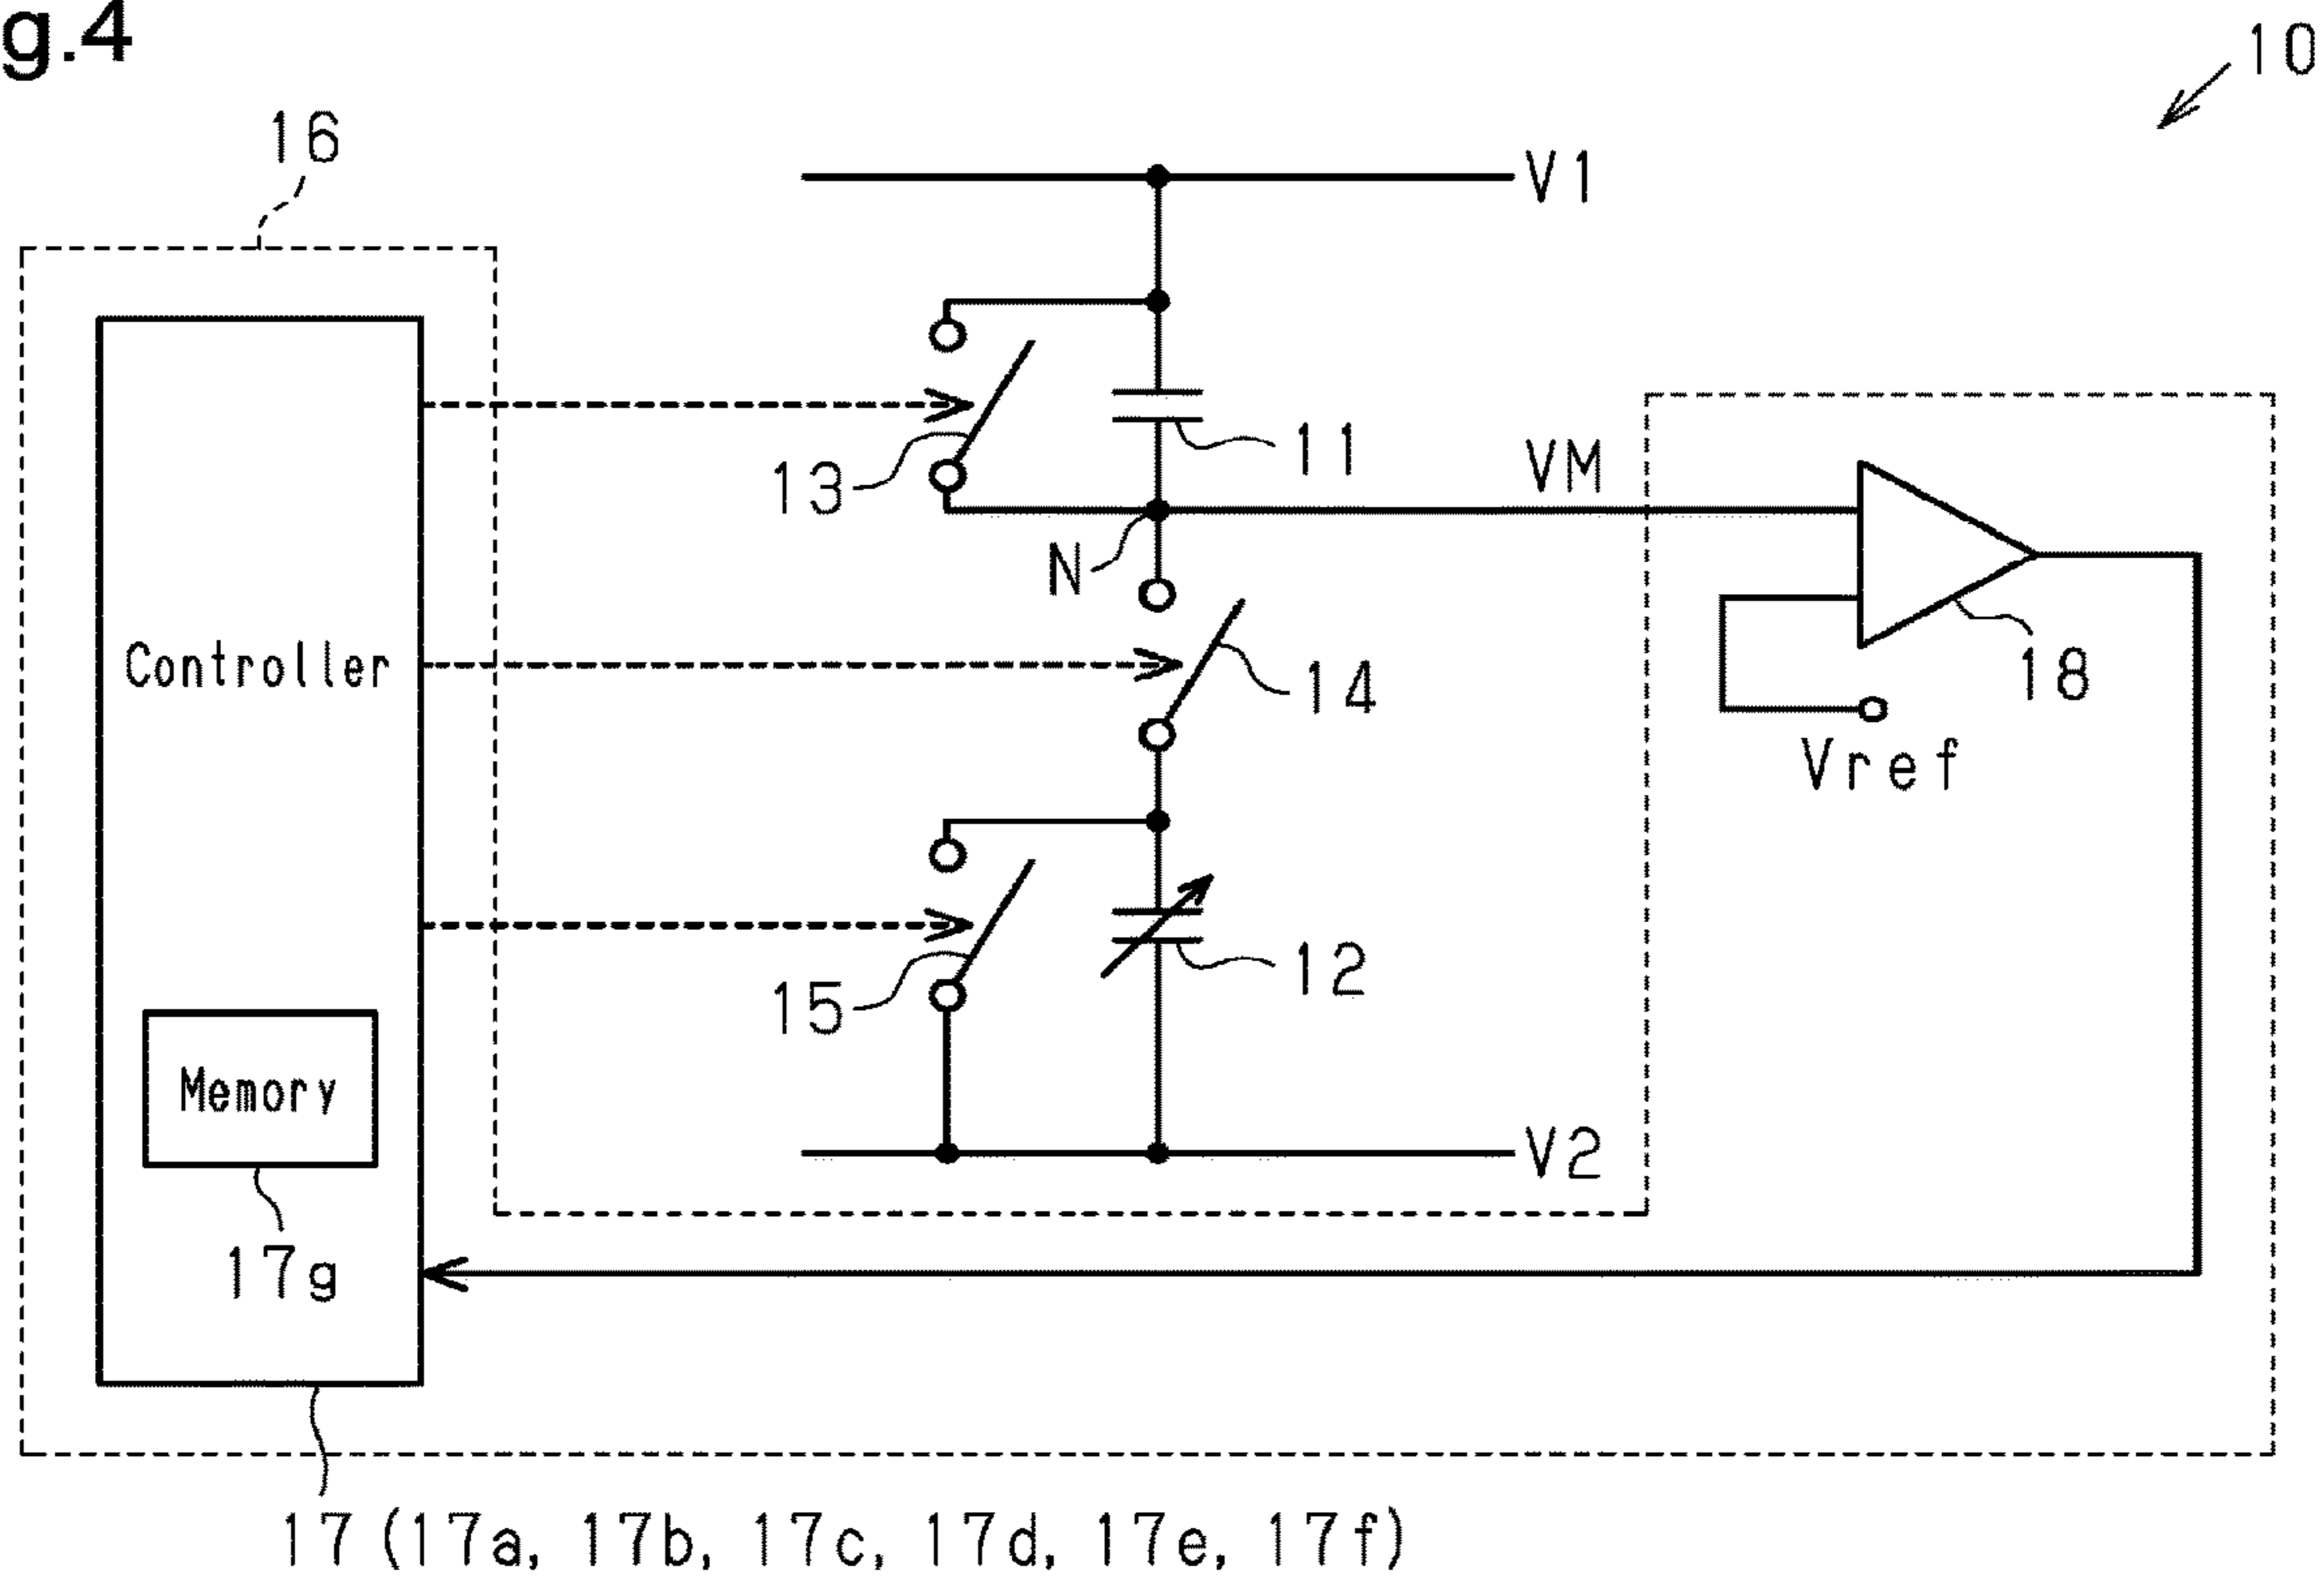 g.4
10
16
V1
11
13
VM
N
Controller
14
18
Vref
12
15
Memory
V2
17g
17 (17a, 17b, 17c, 17d, 17e, 17f)